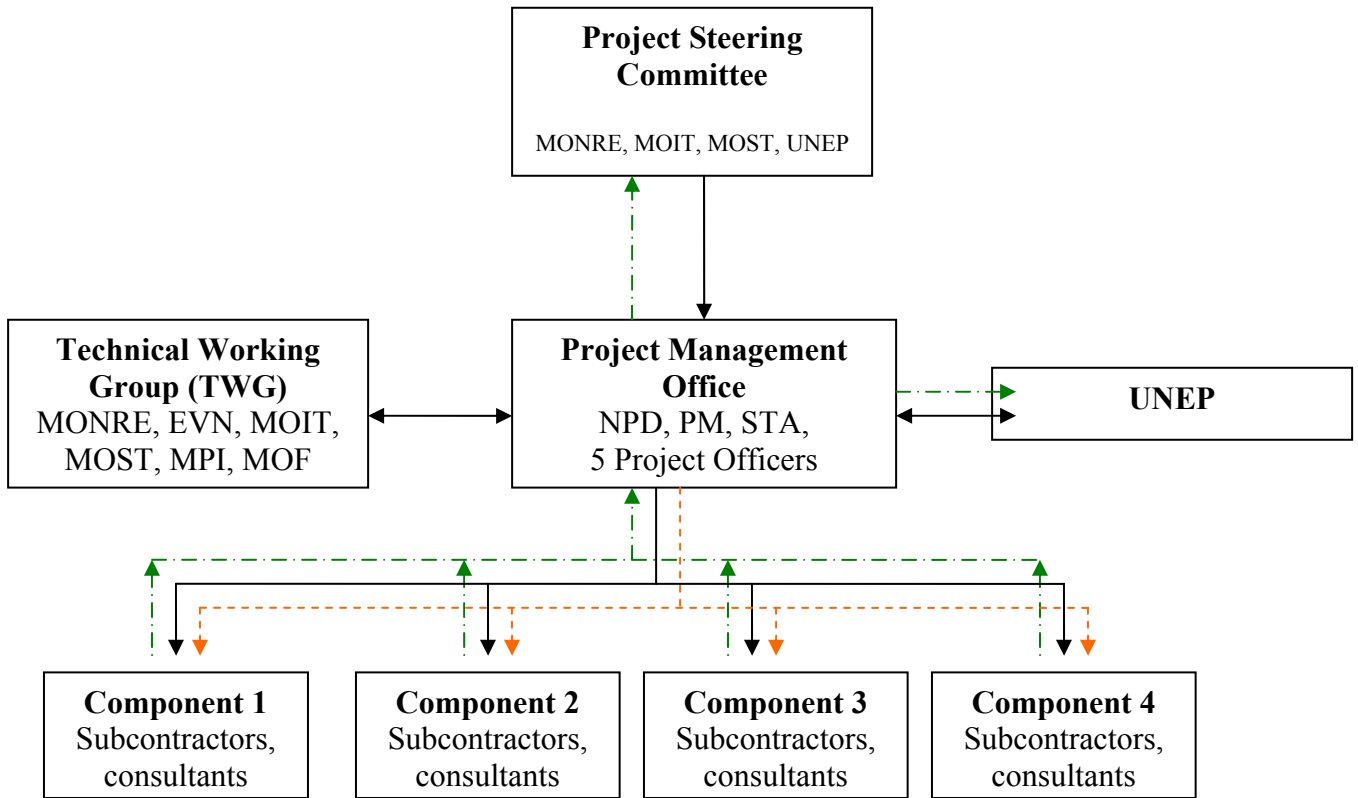 Project Steering
Committee
MONRE, MOIT, MOST, UNEP
Technical Working
Group (TWG)
MONRE, EVN, MOIT,
MOST, MPI, MOF
Project Management
Office
NPD, PM, STA,
5 Project Officers
UNEP
Component 1
Subcontractors,
consultants
Component 2
Subcontractors,
consultants
Component 3
Subcontractors,
consultants
Component 4
Subcontractors,
consultants